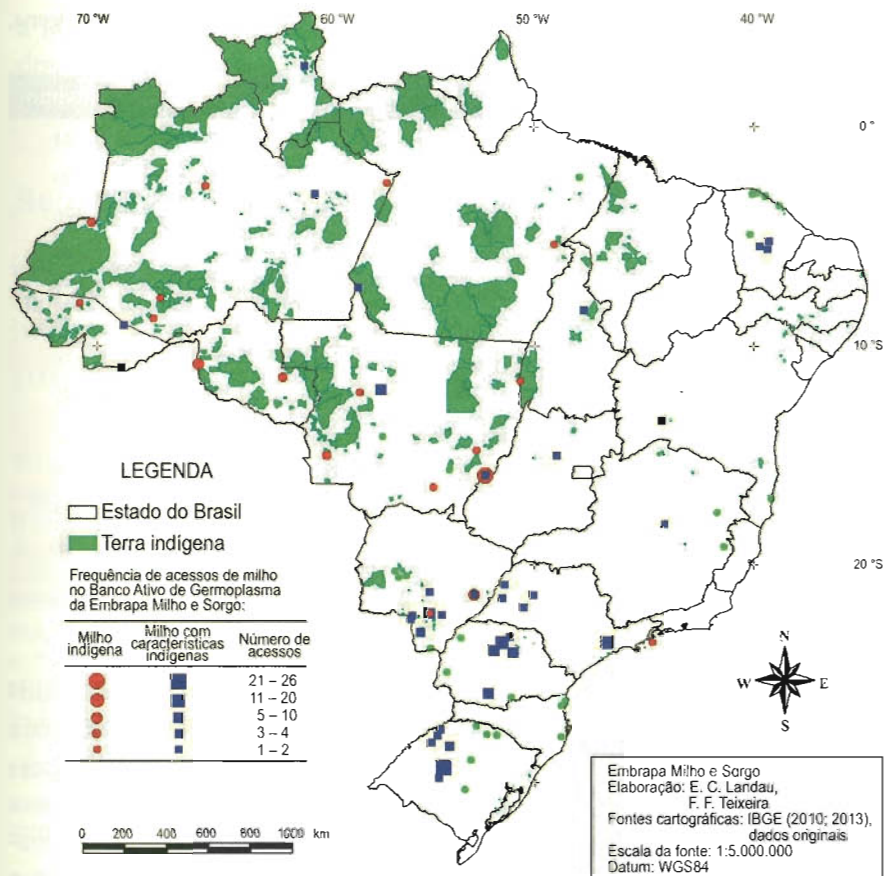 70 °W 60 °W 50 °W 40 °W
0 °
10 °S
20 °S
LEGENDA
Estado do Brasil
Terra indígena
Frequência de acessos de milho
no Banco Ativo de Germoplasma
da Embrapa Milho e Sorgo:
Milho indígena
Milho com características indígenas
Número de acessos
21 – 26
11 – 20
5 – 10
3 – 4
1 – 2
0 200 400 600 800 1000 km
N
W E
S
Embrapa Milho e Sorgo
Elaboração: E. C. Landau,
F. F. Teixeira
Fontes cartográficas: IBGE (2010; 2013),
dados originais
Escala da fonte: 1:5.000.000
Datum: WGS84